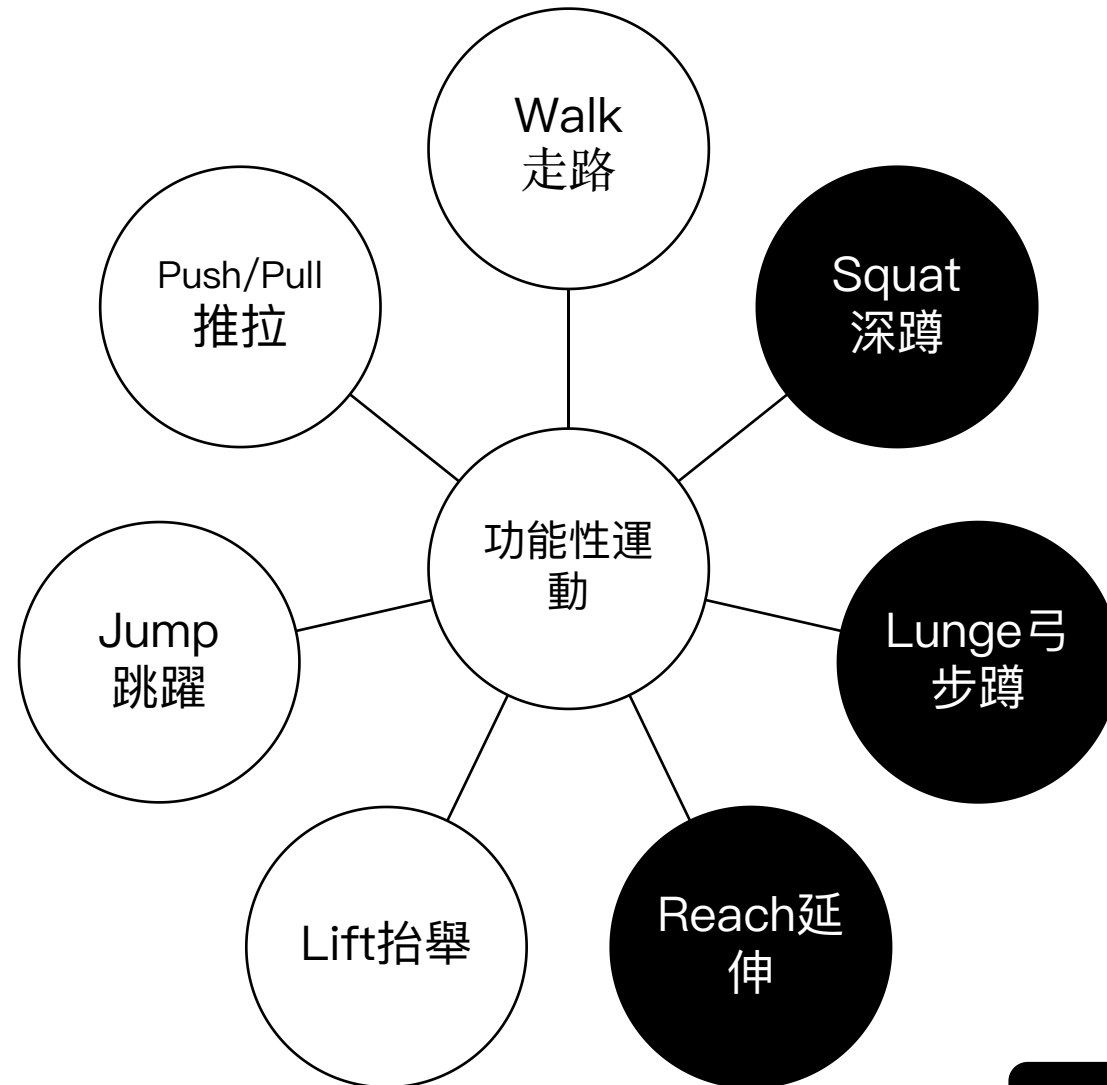 Walk
走路
Push/Pull
推拉
Squat
深蹲
功能性運
動
Jump
跳躍
Lunge弓
步蹲
Lift抬舉
Reach延
伸